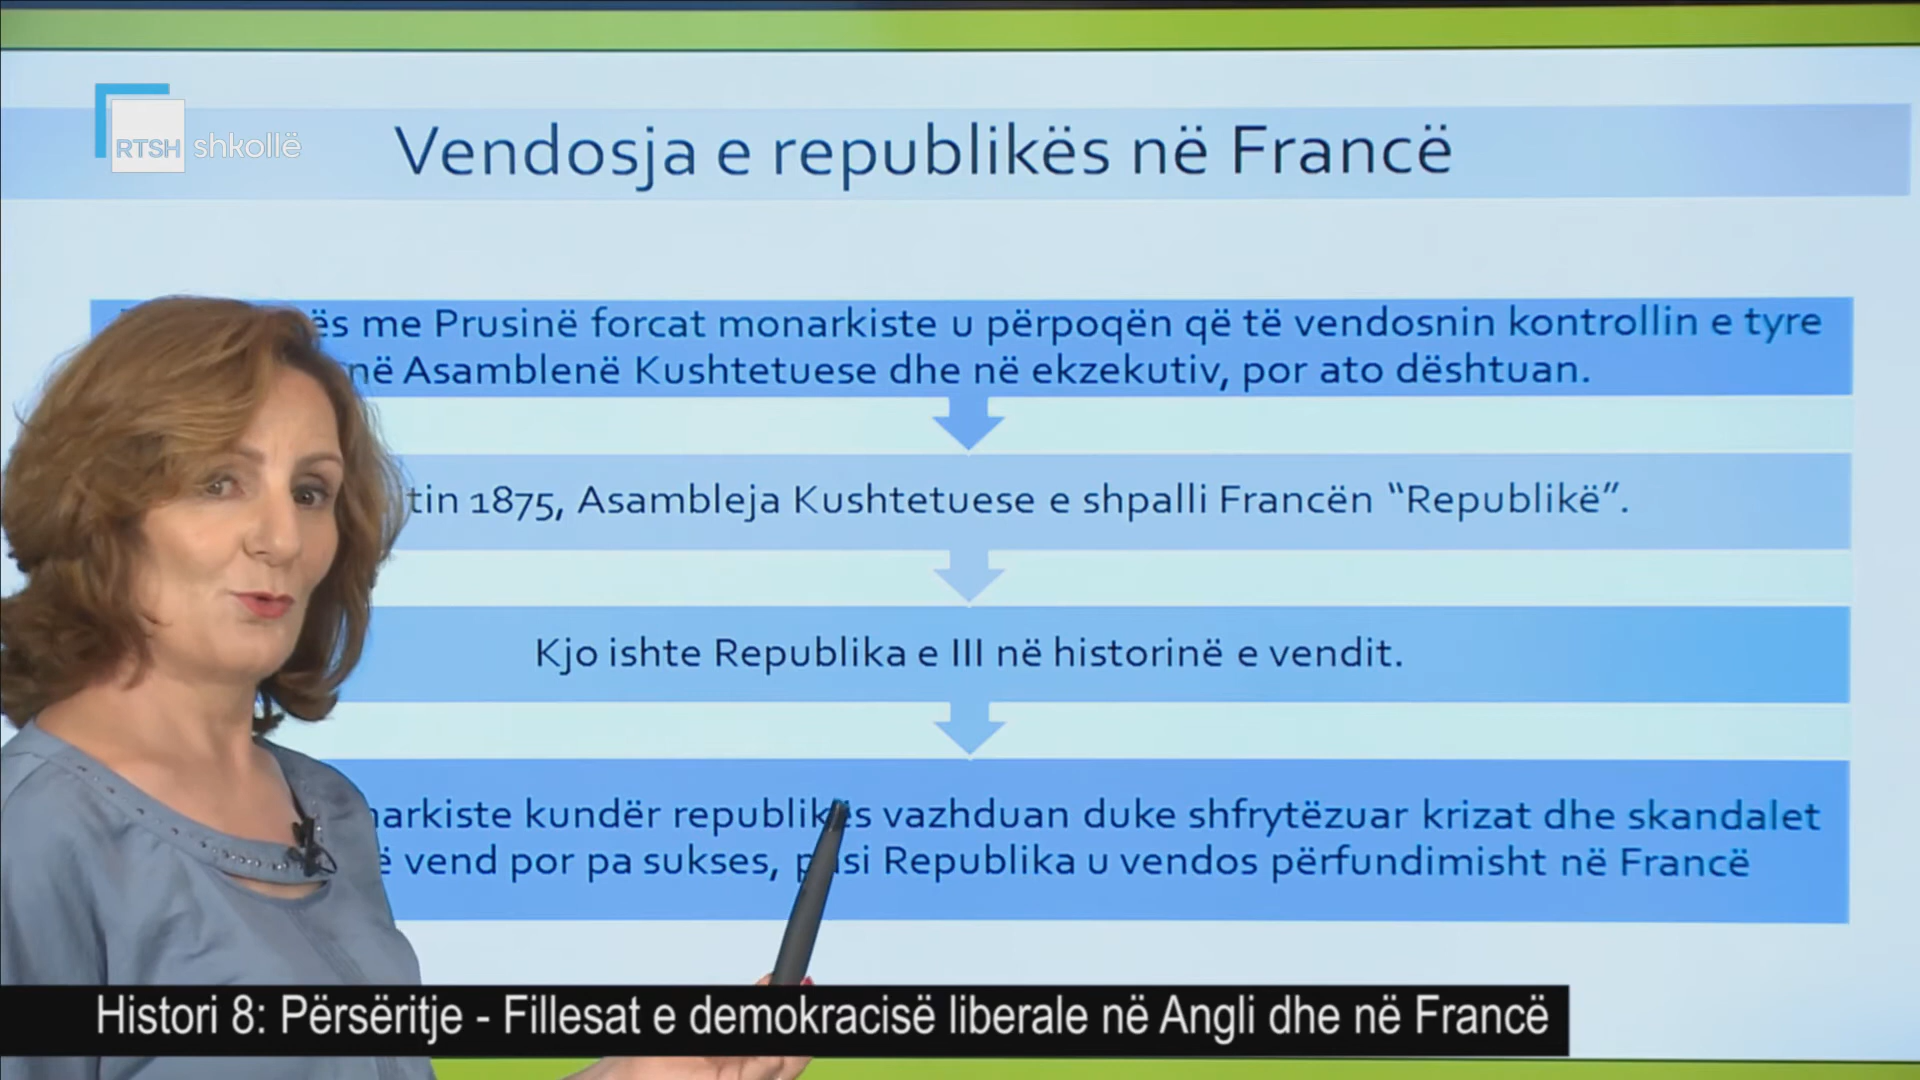 RTSH shkollë
Vendosja e republikës në Francë
me Prusinë forcat monarkiste u përpoqën që të vendosnin kontrollin e tyre
në Asamblenë Kushtetuese dhe në ekzekutiv, por ato dështuan.
1875, Asambleja Kushtetuese e shpalli Francën “Republikë”.
Kjo ishte Republika e III në historinë e vendit.
kundër republikës vazhduan duke shfrytëzuar krizat dhe skandalet
vend por pa sukses, pasi Republika u vendos përfundimisht në Francë
Histori 8: Përsëritje - Fillesat e demokracisë liberale në Angli dhe në Francë